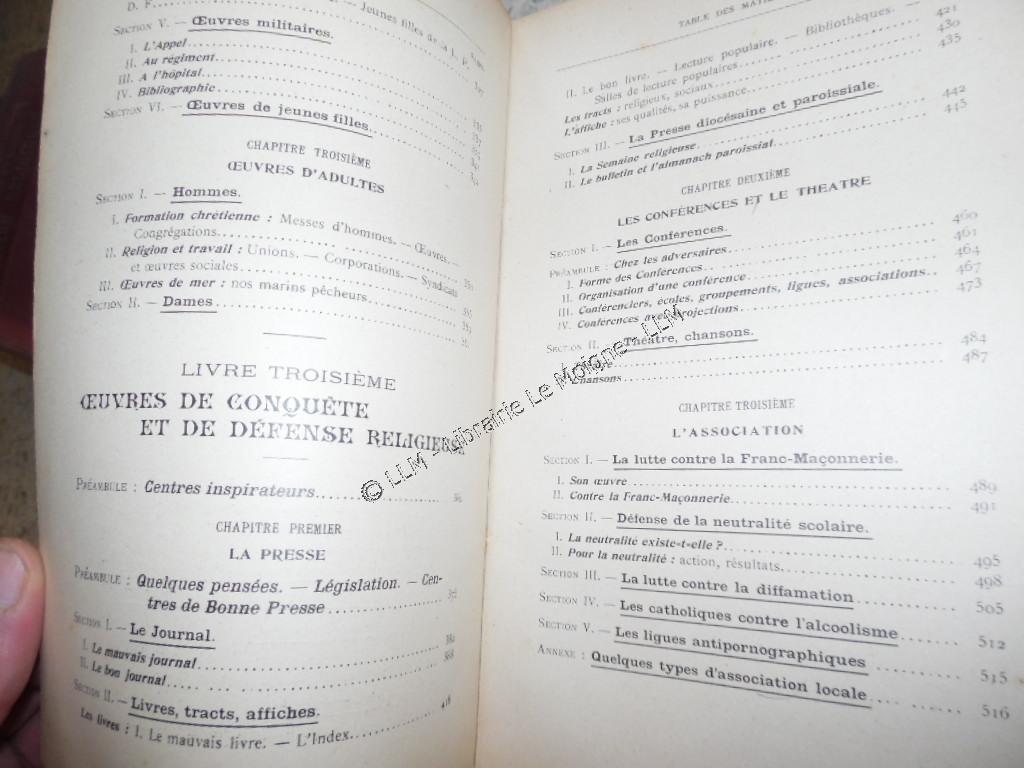 D. F. Jeunes filles de la
Section V. — Œuvres militaires.
I. L'Appel
II. Au régiment
III. A l'hôpital
IV. Bibliographie
Section VI. — Œuvres de jeunes filles
CHAPITRE TROISIÈME
ŒUVRES D'ADULTES
Section I. — Hommes.
I. Formation chrétienne : Messes d'hommes. — Œuvres. —
Congrégations
II. Religion et travail : Unions. — Corporations. — Syndicats
et œuvres sociales
III. Œuvres de mer : nos marins pêcheurs
Section II. — Dames
LIVRE TROISIÈME
ŒUVRES DE CONQUÊTE
ET DE DÉFENSE RELIGIEUSE
Préambule : Centres inspirateurs
CHAPITRE PREMIER
LA PRESSE
Préambule : Quelques pensées. — Législation. — Cen-
tres de Bonne Presse
Section I. — Le Journal.
I. Le mauvais journal
II. Le bon journal
Section II. — Livres, tracts, affiches.
Les livres : I. Le mauvais livre. — L'Index
TABLE DES
II. Le bon livre. — Lecture populaire. — Bibliothèques. —
Salles de lecture populaires 421
Les tracts : religieux, sociaux 430
L'affiche : ses qualités, sa puissance 435
Section III. — La Presse diocésaine et paroissiale.
I. La Semaine religieuse 442
II. Le bulletin et l'almanach paroissial 445
CHAPITRE DEUXIÈME
LES CONFÉRENCES ET LE THEATRE
Section I. — Les Conférences.
Préambule : Chez les adversaires 460
I. Forme des Conférences 461
II. Organisation d'une conférence 464
III. Conférenciers, écoles, groupements, ligues, associations 467
IV. Conférences avec projections 473
Section II. — Théâtre, chansons.
484
Chansons 487
CHAPITRE TROISIÈME
L'ASSOCIATION
Section I. — La lutte contre la Franc-Maçonnerie.
I. Son œuvre 489
II. Contre la Franc-Maçonnerie 491
Section II. — Défense de la neutralité scolaire.
I. La neutralité existe-t-elle ? 495
II. Pour la neutralité : action, résultats 498
Section III. — La lutte contre la diffamation 505
Section IV. — Les catholiques contre l'alcoolisme 512
Section V. — Les ligues antipornographiques 515
Annexe : Quelques types d'association locale 516
© LLM - Librairie Le Moigne - LLM